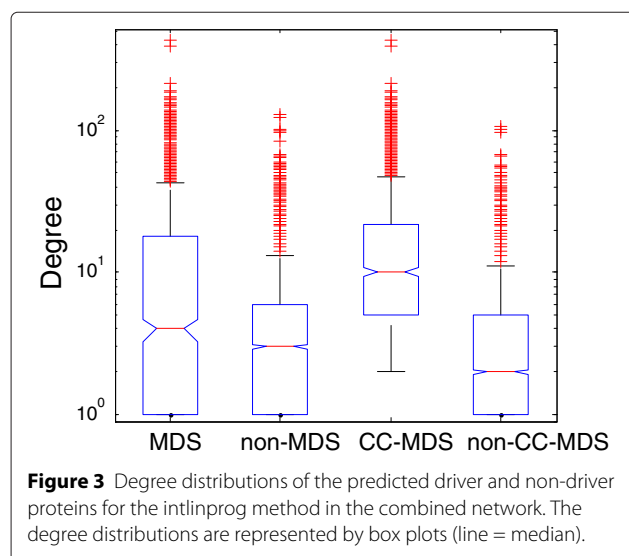 10²
10¹
10⁰
Degree
MDS non-MDS CC-MDS non-CC-MDS
Figure 3 Degree distributions of the predicted driver and non-driver
proteins for the intlinprog method in the combined network. The
degree distributions are represented by box plots (line = median).